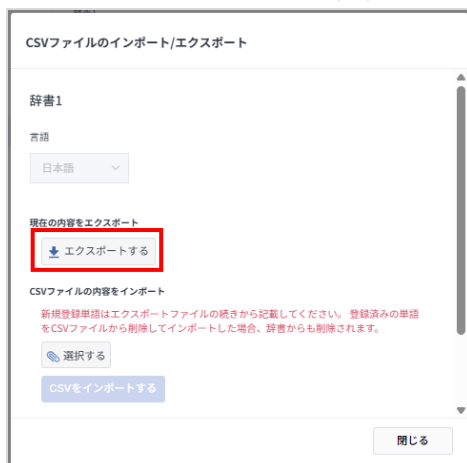 CSVファイルのインポート/エクスポート
辞書1
言語
日本語
現在の内容をエクスポート
エクスポートする
CSVファイルの内容をインポート
新規登録単語はエクスポートファイルの続きから記載してください。 登録済みの単語
をCSVファイルから削除してインポートした場合、辞書からも削除されます。
選択する
CSVをインポートする
閉じる